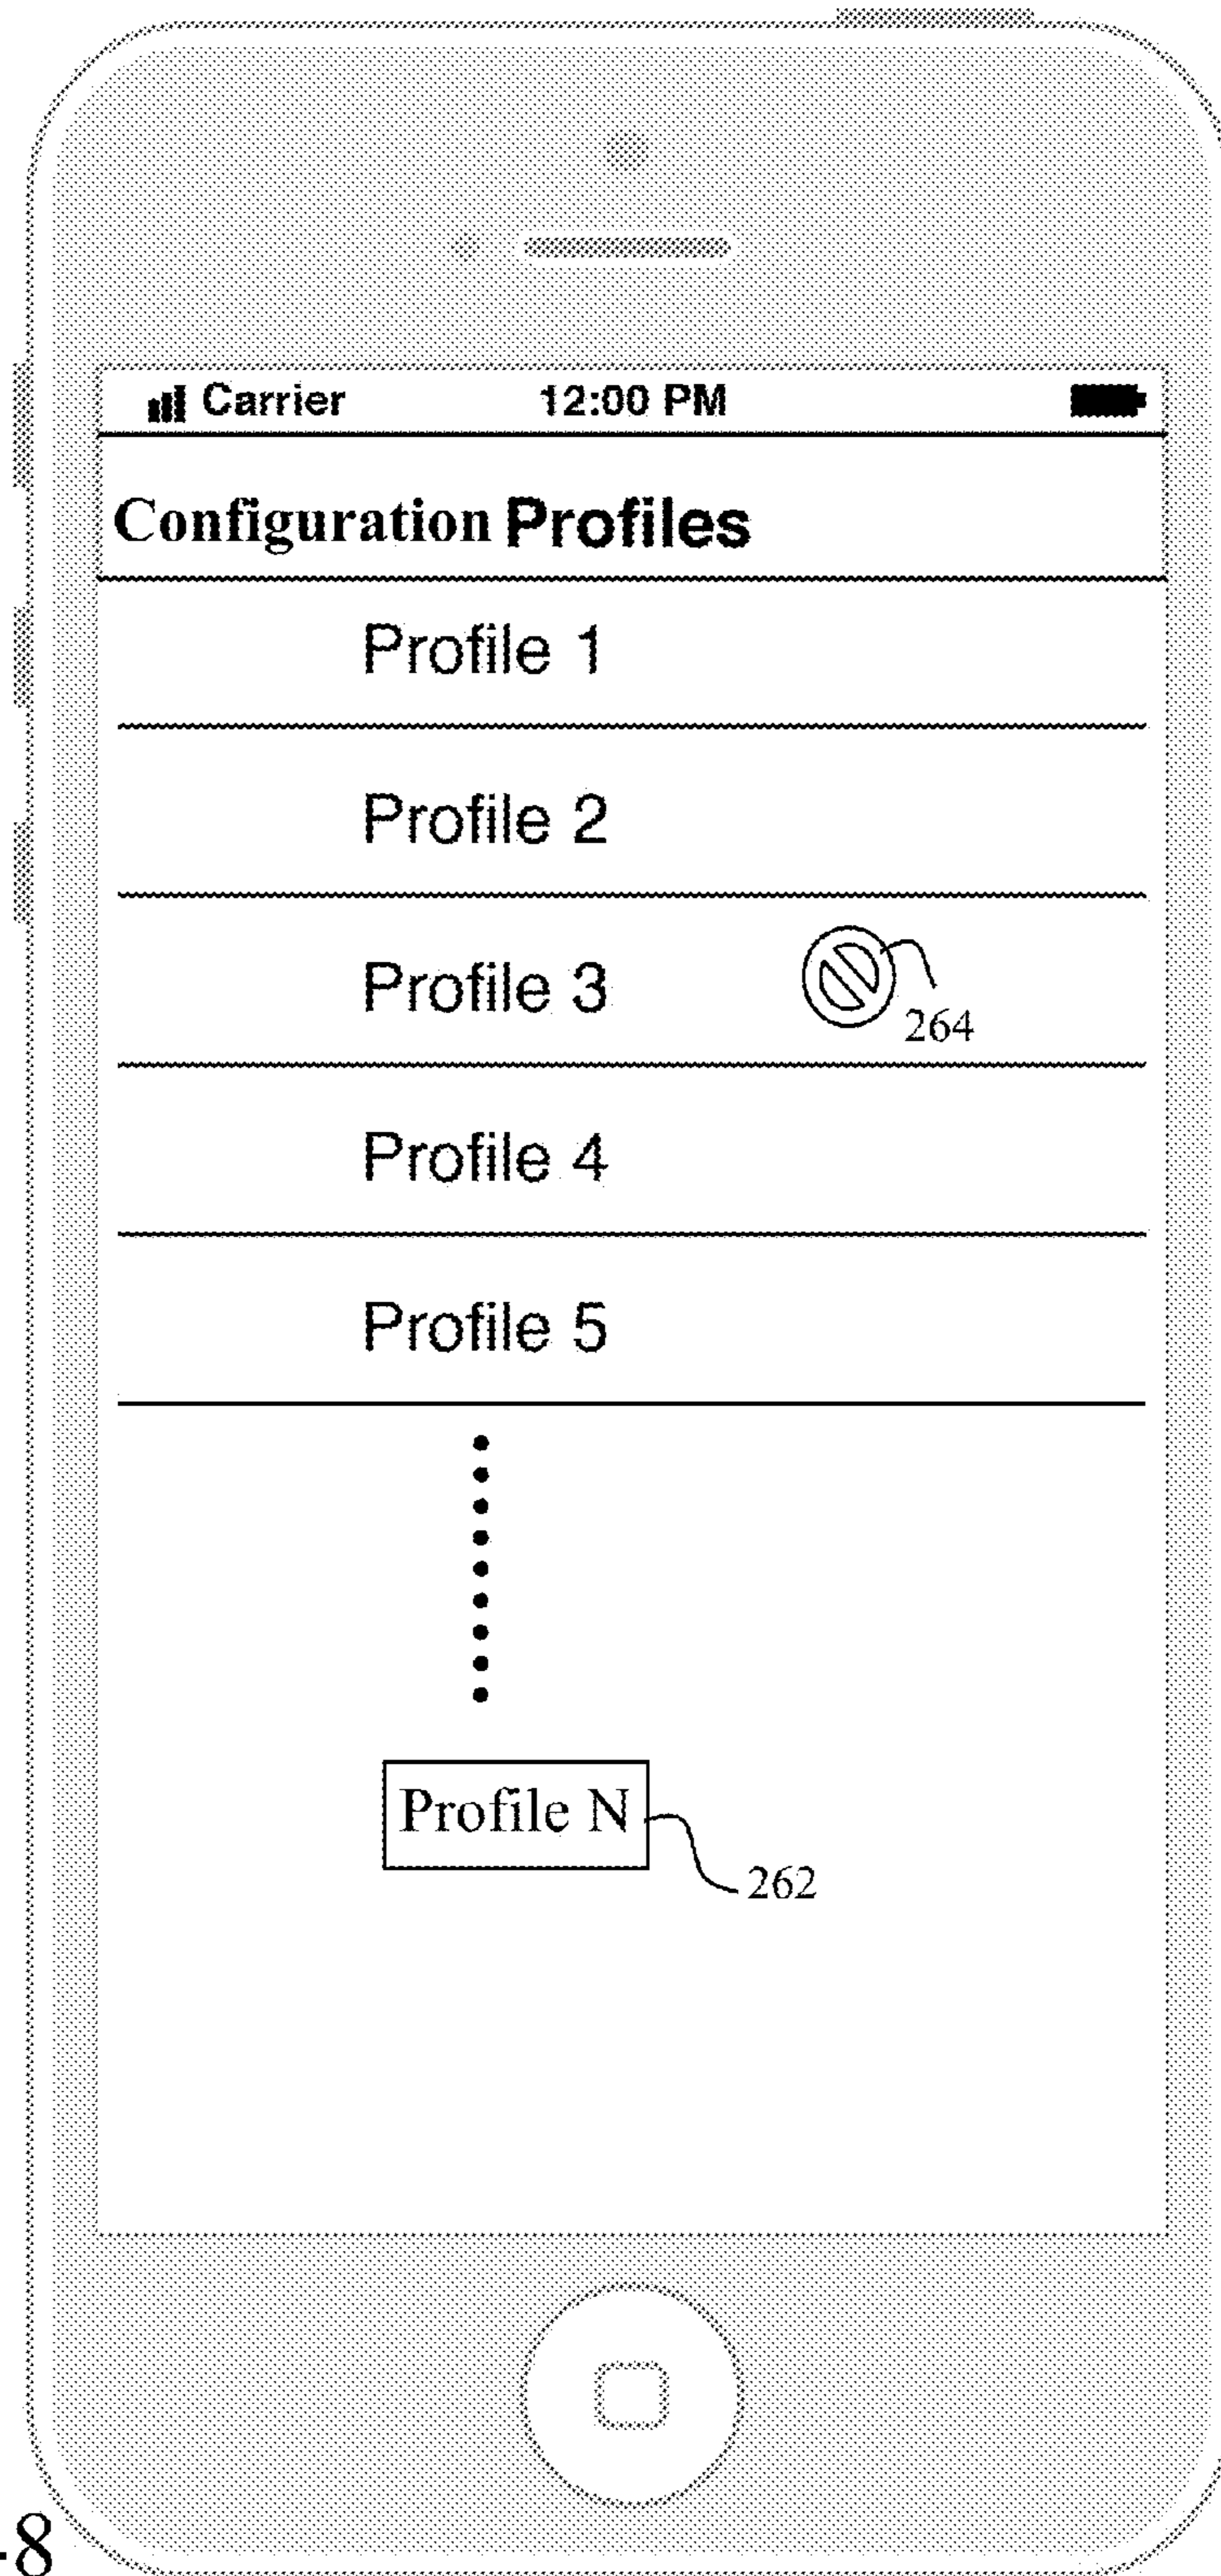 Carrier 12:00 PM
Configuration Profiles
Profile 1
Profile 2
Profile 3
264
Profile 4
Profile 5
Profile N
262
-8